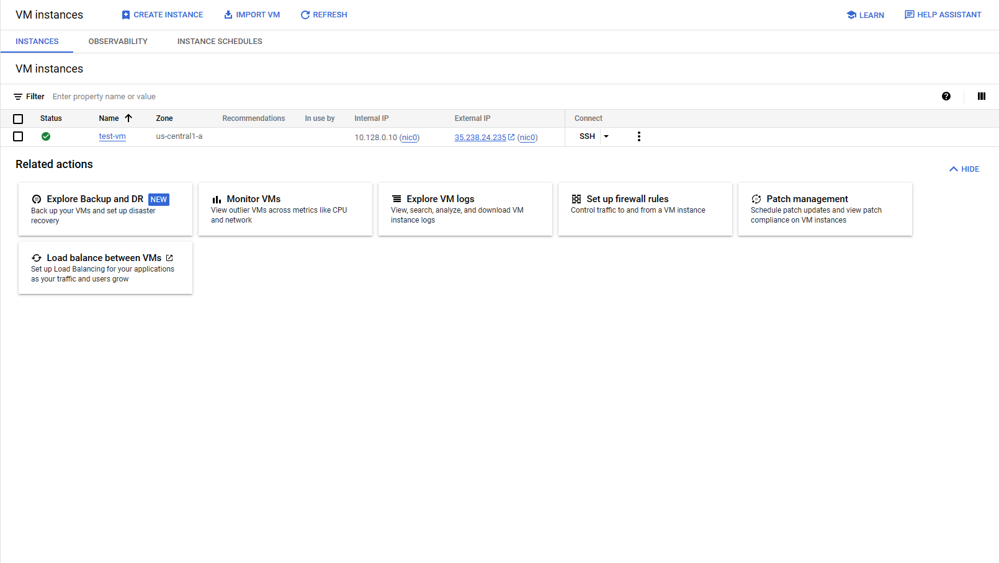 VM instances CREATE INSTANCE IMPORT VM REFRESH LEARN HELP ASSISTANT
INSTANCES OBSERVABILITY INSTANCE SCHEDULES
VM instances
Filter Enter property name or value
Status Name Zone Recommendations In use by Internal IP External IP Connect
test-vm us-central1-a 10.128.0.10 (nic0) 35.238.24.235 (nic0) SSH
Related actions
HIDE
Explore Backup and DR NEW
Back up your VMs and set up disaster
recovery
Monitor VMs
View outlier VMs across metrics like CPU
and network
Explore VM logs
View, search, analyze, and download VM
instance logs
Set up firewall rules
Control traffic to and from a VM instance
Patch management
Schedule patch updates and view patch
compliance on VM instances
Load balance between VMs
Set up Load Balancing for your applications
as your traffic and users grow